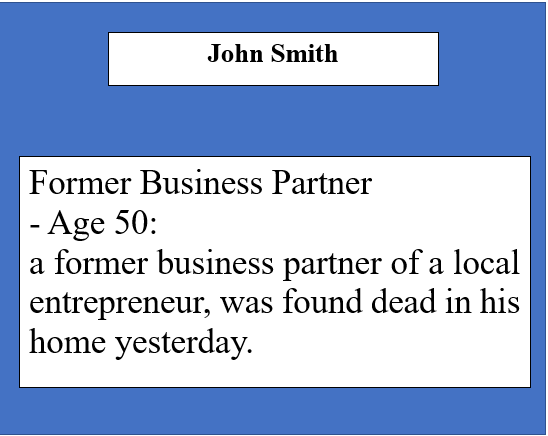 John Smith
Former Business Partner
- Age 50:
a former business partner of a local
entrepreneur, was found dead in his
home yesterday.